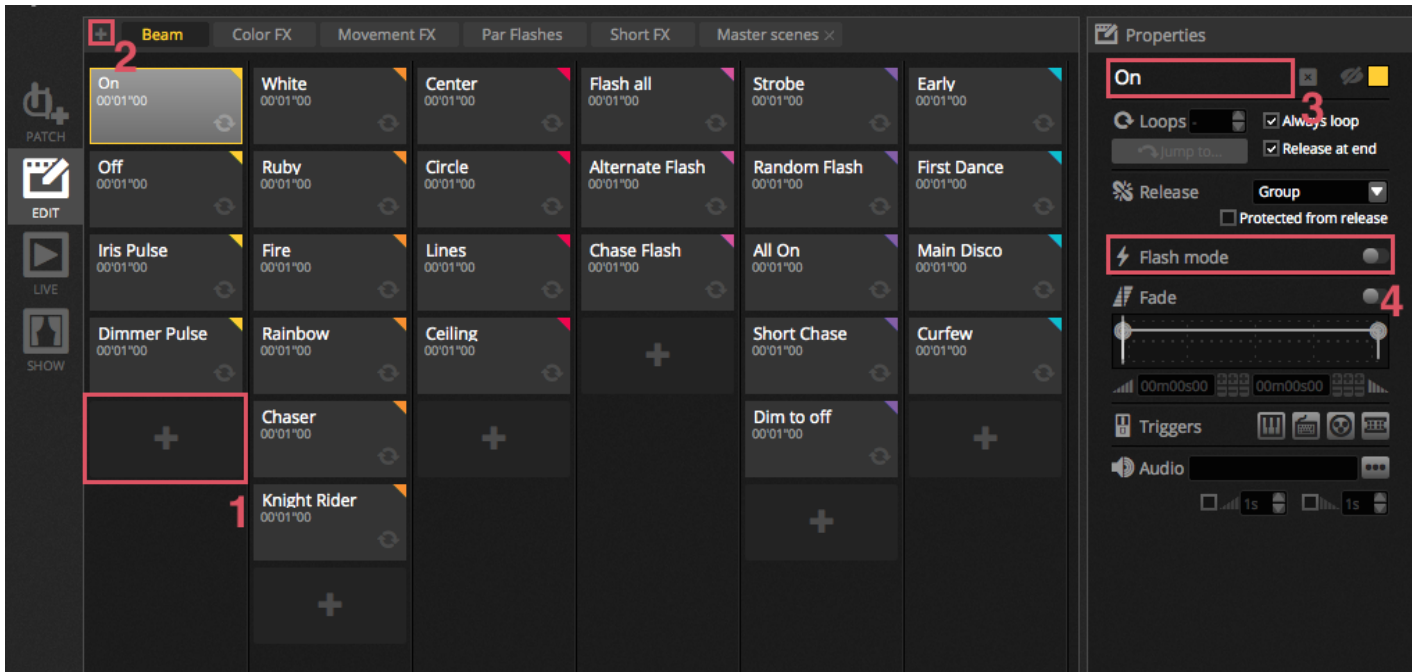 Beam
Color FX
Movement FX
Par Flashes
Short FX
Master scenes
2
PATCH
EDIT
LIVE
SHOW
On
00'01"00
White
00'01"00
Center
00'01"00
Flash all
00'01"00
Strobe
00'01"00
Early
00'01"00
Off
00'01"00
Ruby
00'01"00
Circle
00'01"00
Alternate Flash
00'01"00
Random Flash
00'01"00
First Dance
00'01"00
Iris Pulse
00'01"00
Fire
00'01"00
Lines
00'01"00
Chase Flash
00'01"00
All On
00'01"00
Main Disco
00'01"00
Dimmer Pulse
00'01"00
Rainbow
00'01"00
Ceiling
00'01"00
Short Chase
00'01"00
Curfew
00'01"00
Chaser
00'01"00
Dim to off
00'01"00
1
Knight Rider
00'01"00
Properties
On
3
Loops -
Always loop
Jump to...
Release at end
Release Group
Protected from release
Flash mode
Fade
4
00m00s00 00m00s00
Triggers
Audio
1s 1s